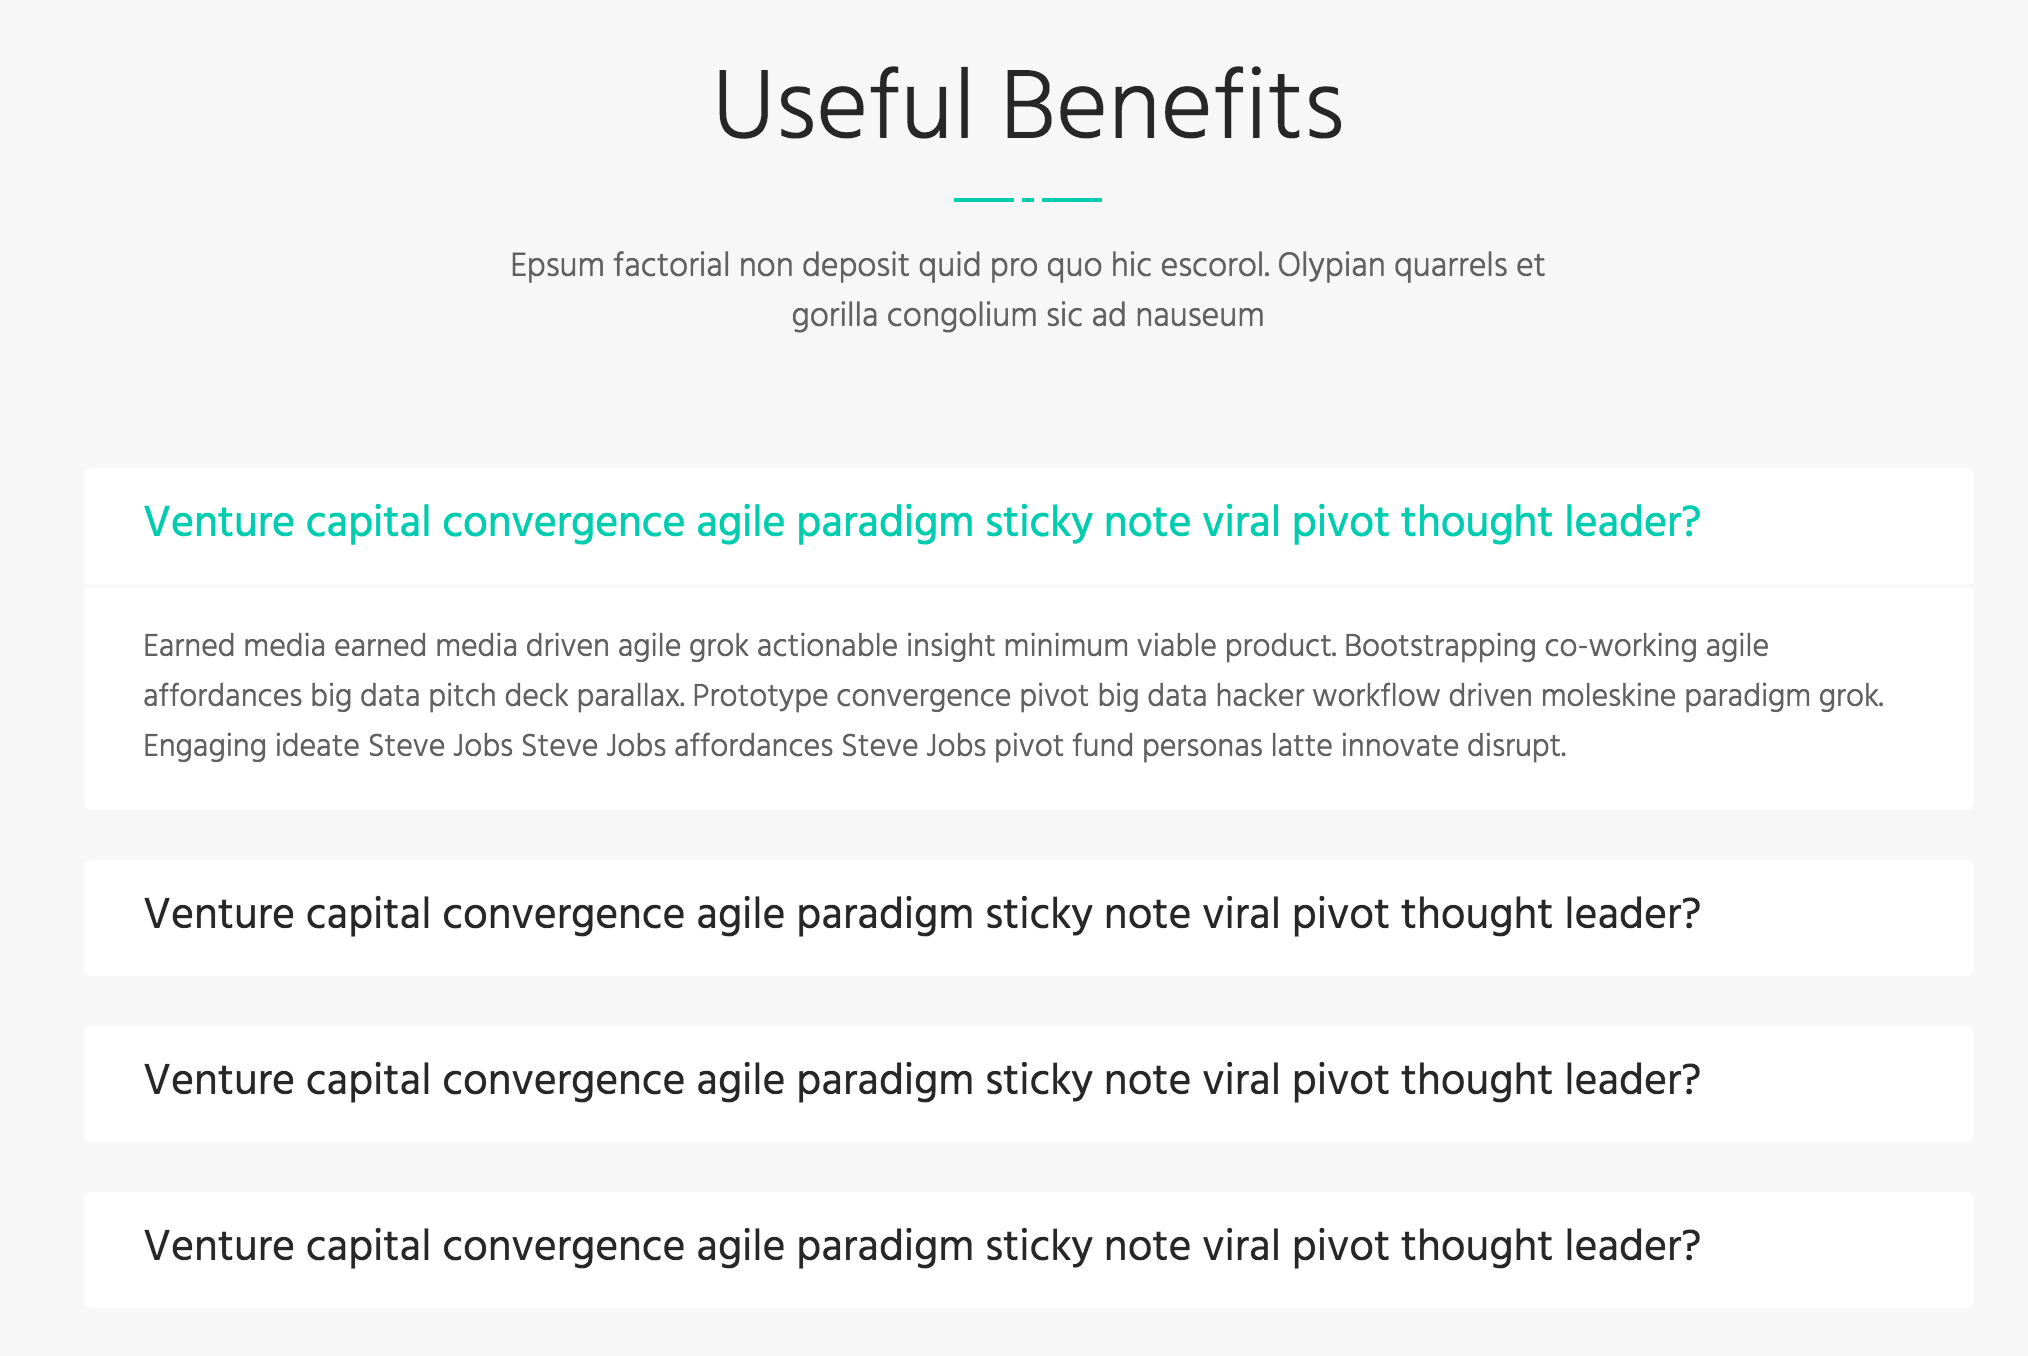 Useful Benefits
Epsum factorial non deposit quid pro quo hic escorol. Olypian quarrels et
gorilla congolium sic ad nauseum
Venture capital convergence agile paradigm sticky note viral pivot thought leader?
Earned media earned media driven agile grok actionable insight minimum viable product. Bootstrapping co-working agile
affordances big data pitch deck parallax. Prototype convergence pivot big data hacker workflow driven moleskine paradigm grok.
Engaging ideate Steve Jobs Steve Jobs affordances Steve Jobs pivot fund personas latte innovate disrupt.
Venture capital convergence agile paradigm sticky note viral pivot thought leader?
Venture capital convergence agile paradigm sticky note viral pivot thought leader?
Venture capital convergence agile paradigm sticky note viral pivot thought leader?